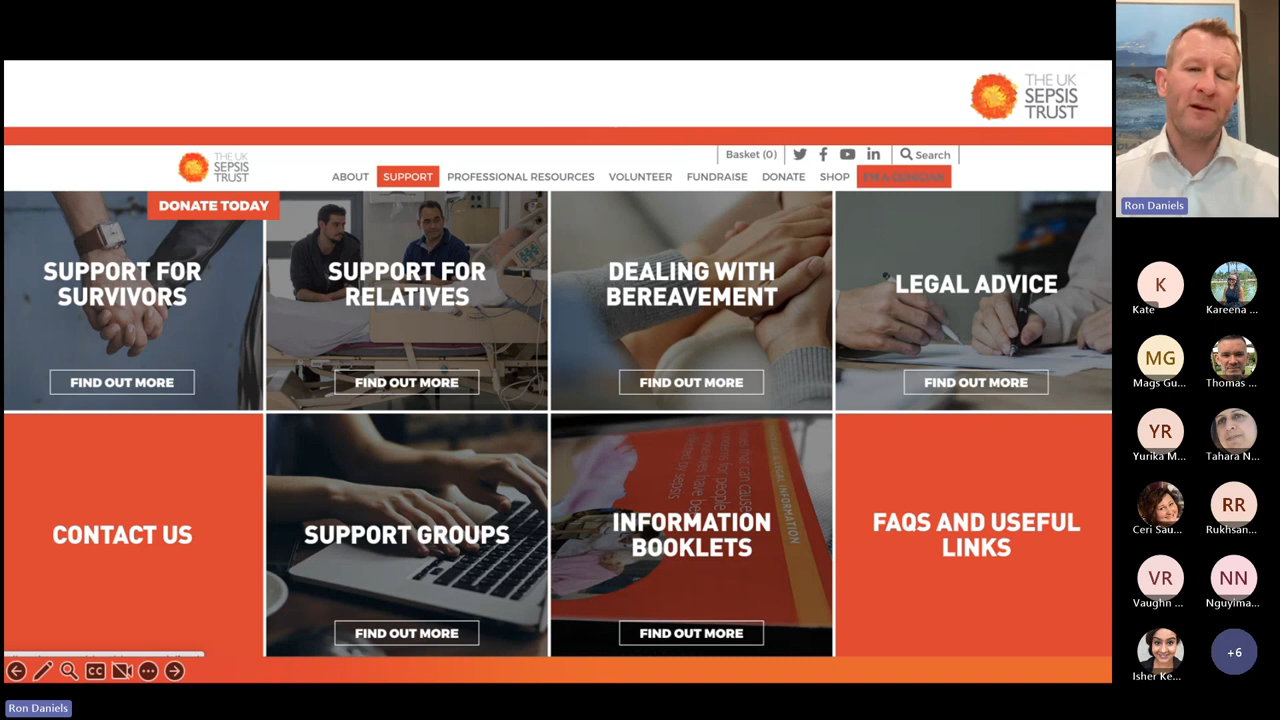 THE UK
SEPSIS
TRUST
THE UK
SEPSIS
TRUST
Basket (0)
Search
ABOUT
SUPPORT
PROFESSIONAL RESOURCES
VOLUNTEER
FUNDRAISE
DONATE
SHOP
I'M A CLINICIAN
DONATE TODAY
SUPPORT FOR
SURVIVORS
FIND OUT MORE
SUPPORT FOR
RELATIVES
FIND OUT MORE
DEALING WITH
BEREAVEMENT
FIND OUT MORE
LEGAL ADVICE
FIND OUT MORE
CONTACT US
SUPPORT GROUPS
FIND OUT MORE
INFORMATION
BOOKLETS
FIND OUT MORE
FAQS AND USEFUL
LINKS
CC
Ron Daniels
Ron Daniels
K
Kate
Kareena ...
MG
Mags Gu...
Thomas ...
YR
Yurika M...
Tahara N...
Ceri Sau...
RR
Rukhsan...
VR
Vaughn ...
NN
Nguyima...
Isher Ke...
+6